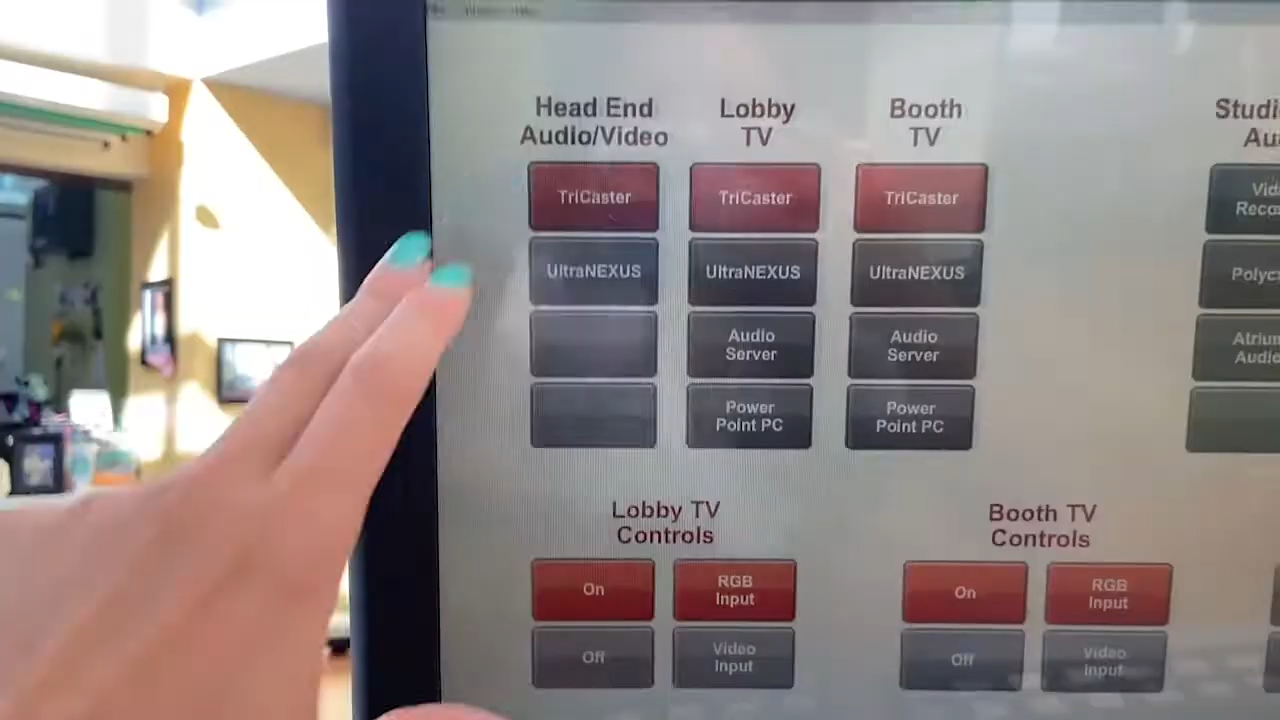 Head End
Audio/Video
TriCaster
UltraNEXUS
Lobby
TV
TriCaster
UltraNEXUS
Audio
Server
Power
Point PC
Booth
TV
TriCaster
UltraNEXUS
Audio
Server
Power
Point PC
Lobby TV
Controls
On
RGB
Input
Off
Video
Input
Booth TV
Controls
On
RGB
Input
Off
Video
Input